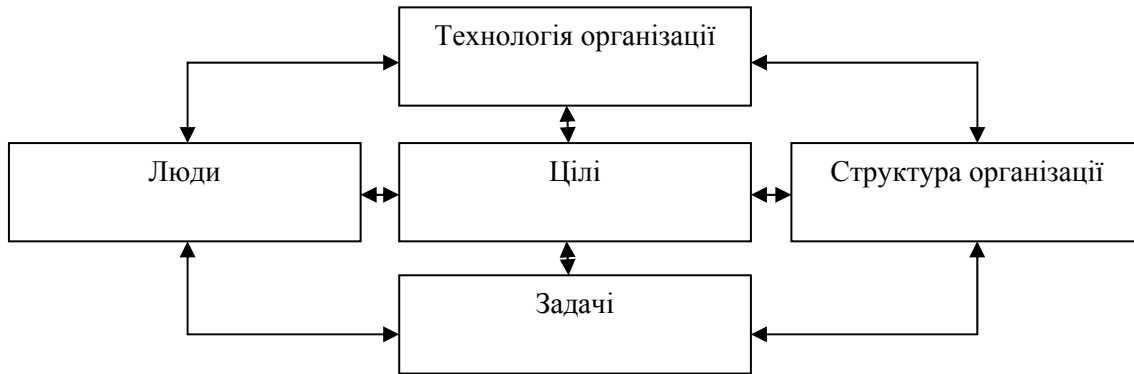 Технологія організації
Люди
Цілі
Структура організації
Задачі